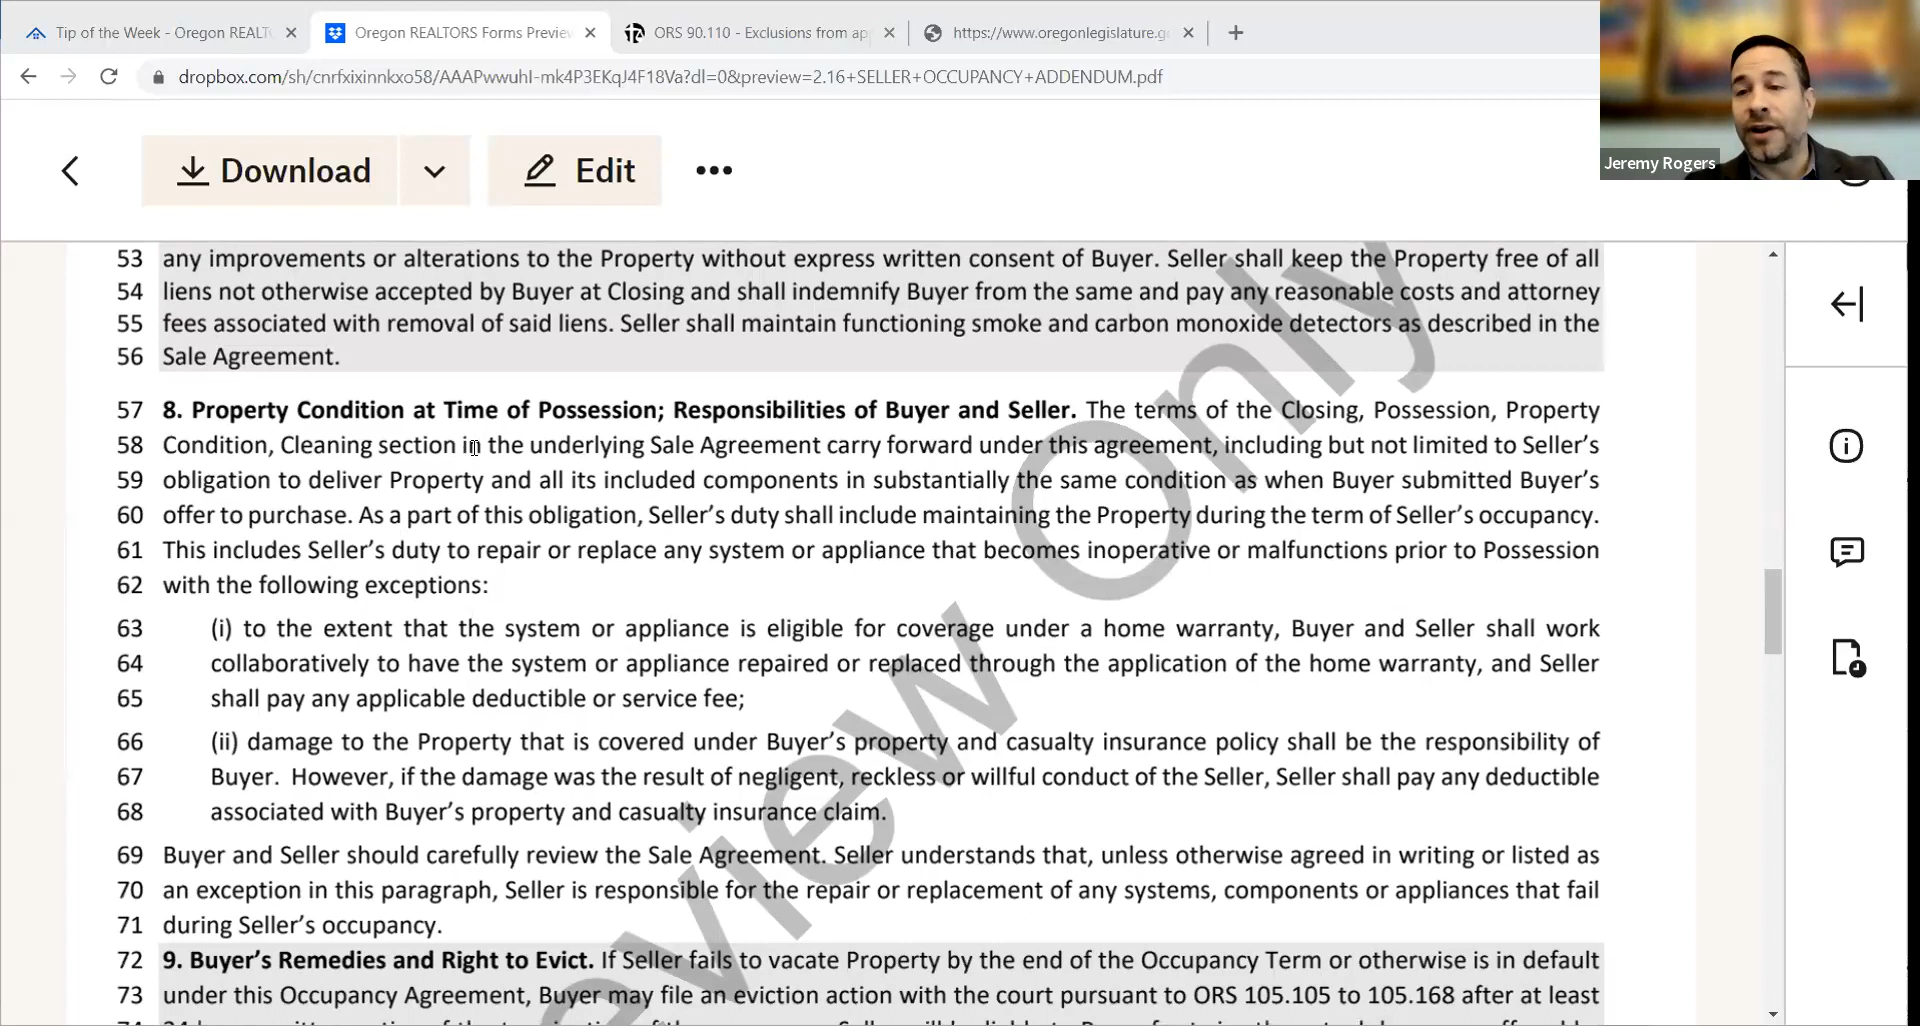 Tip of the Week - Oregon REALT
Oregon REALTORS Forms Preview
ORS 90.110 - Exclusions from ap
https://www.oregonlegislature.g
dropbox.com/sh/cnrfxixinnkxo58/AAAPwwuhI-mk4P3EKqJ4F18Va?dl=0&preview=2.16+SELLER+OCCUPANCY+ADDENDUM.pdf
Jeremy Rogers
Download
Edit
53 any improvements or alterations to the Property without express written consent of Buyer. Seller shall keep the Property free of all
54 liens not otherwise accepted by Buyer at Closing and shall indemnify Buyer from the same and pay any reasonable costs and attorney
55 fees associated with removal of said liens. Seller shall maintain functioning smoke and carbon monoxide detectors as described in the
56 Sale Agreement.
57 8. Property Condition at Time of Possession; Responsibilities of Buyer and Seller. The terms of the Closing, Possession, Property
58 Condition, Cleaning section in the underlying Sale Agreement carry forward under this agreement, including but not limited to Seller's
59 obligation to deliver Property and all its included components in substantially the same condition as when Buyer submitted Buyer's
60 offer to purchase. As a part of this obligation, Seller's duty shall include maintaining the Property during the term of Seller's occupancy.
61 This includes Seller's duty to repair or replace any system or appliance that becomes inoperative or malfunctions prior to Possession
62 with the following exceptions:
63 (i) to the extent that the system or appliance is eligible for coverage under a home warranty, Buyer and Seller shall work
64 collaboratively to have the system or appliance repaired or replaced through the application of the home warranty, and Seller
65 shall pay any applicable deductible or service fee;
66 (ii) damage to the Property that is covered under Buyer's property and casualty insurance policy shall be the responsibility of
67 Buyer. However, if the damage was the result of negligent, reckless or willful conduct of the Seller, Seller shall pay any deductible
68 associated with Buyer's property and casualty insurance claim.
69 Buyer and Seller should carefully review the Sale Agreement. Seller understands that, unless otherwise agreed in writing or listed as
70 an exception in this paragraph, Seller is responsible for the repair or replacement of any systems, components or appliances that fail
71 during Seller's occupancy.
72 9. Buyer's Remedies and Right to Evict. If Seller fails to vacate Property by the end of the Occupancy Term or otherwise is in default
73 under this Occupancy Agreement, Buyer may file an eviction action with the court pursuant to ORS 105.105 to 105.168 after at least
eview Only